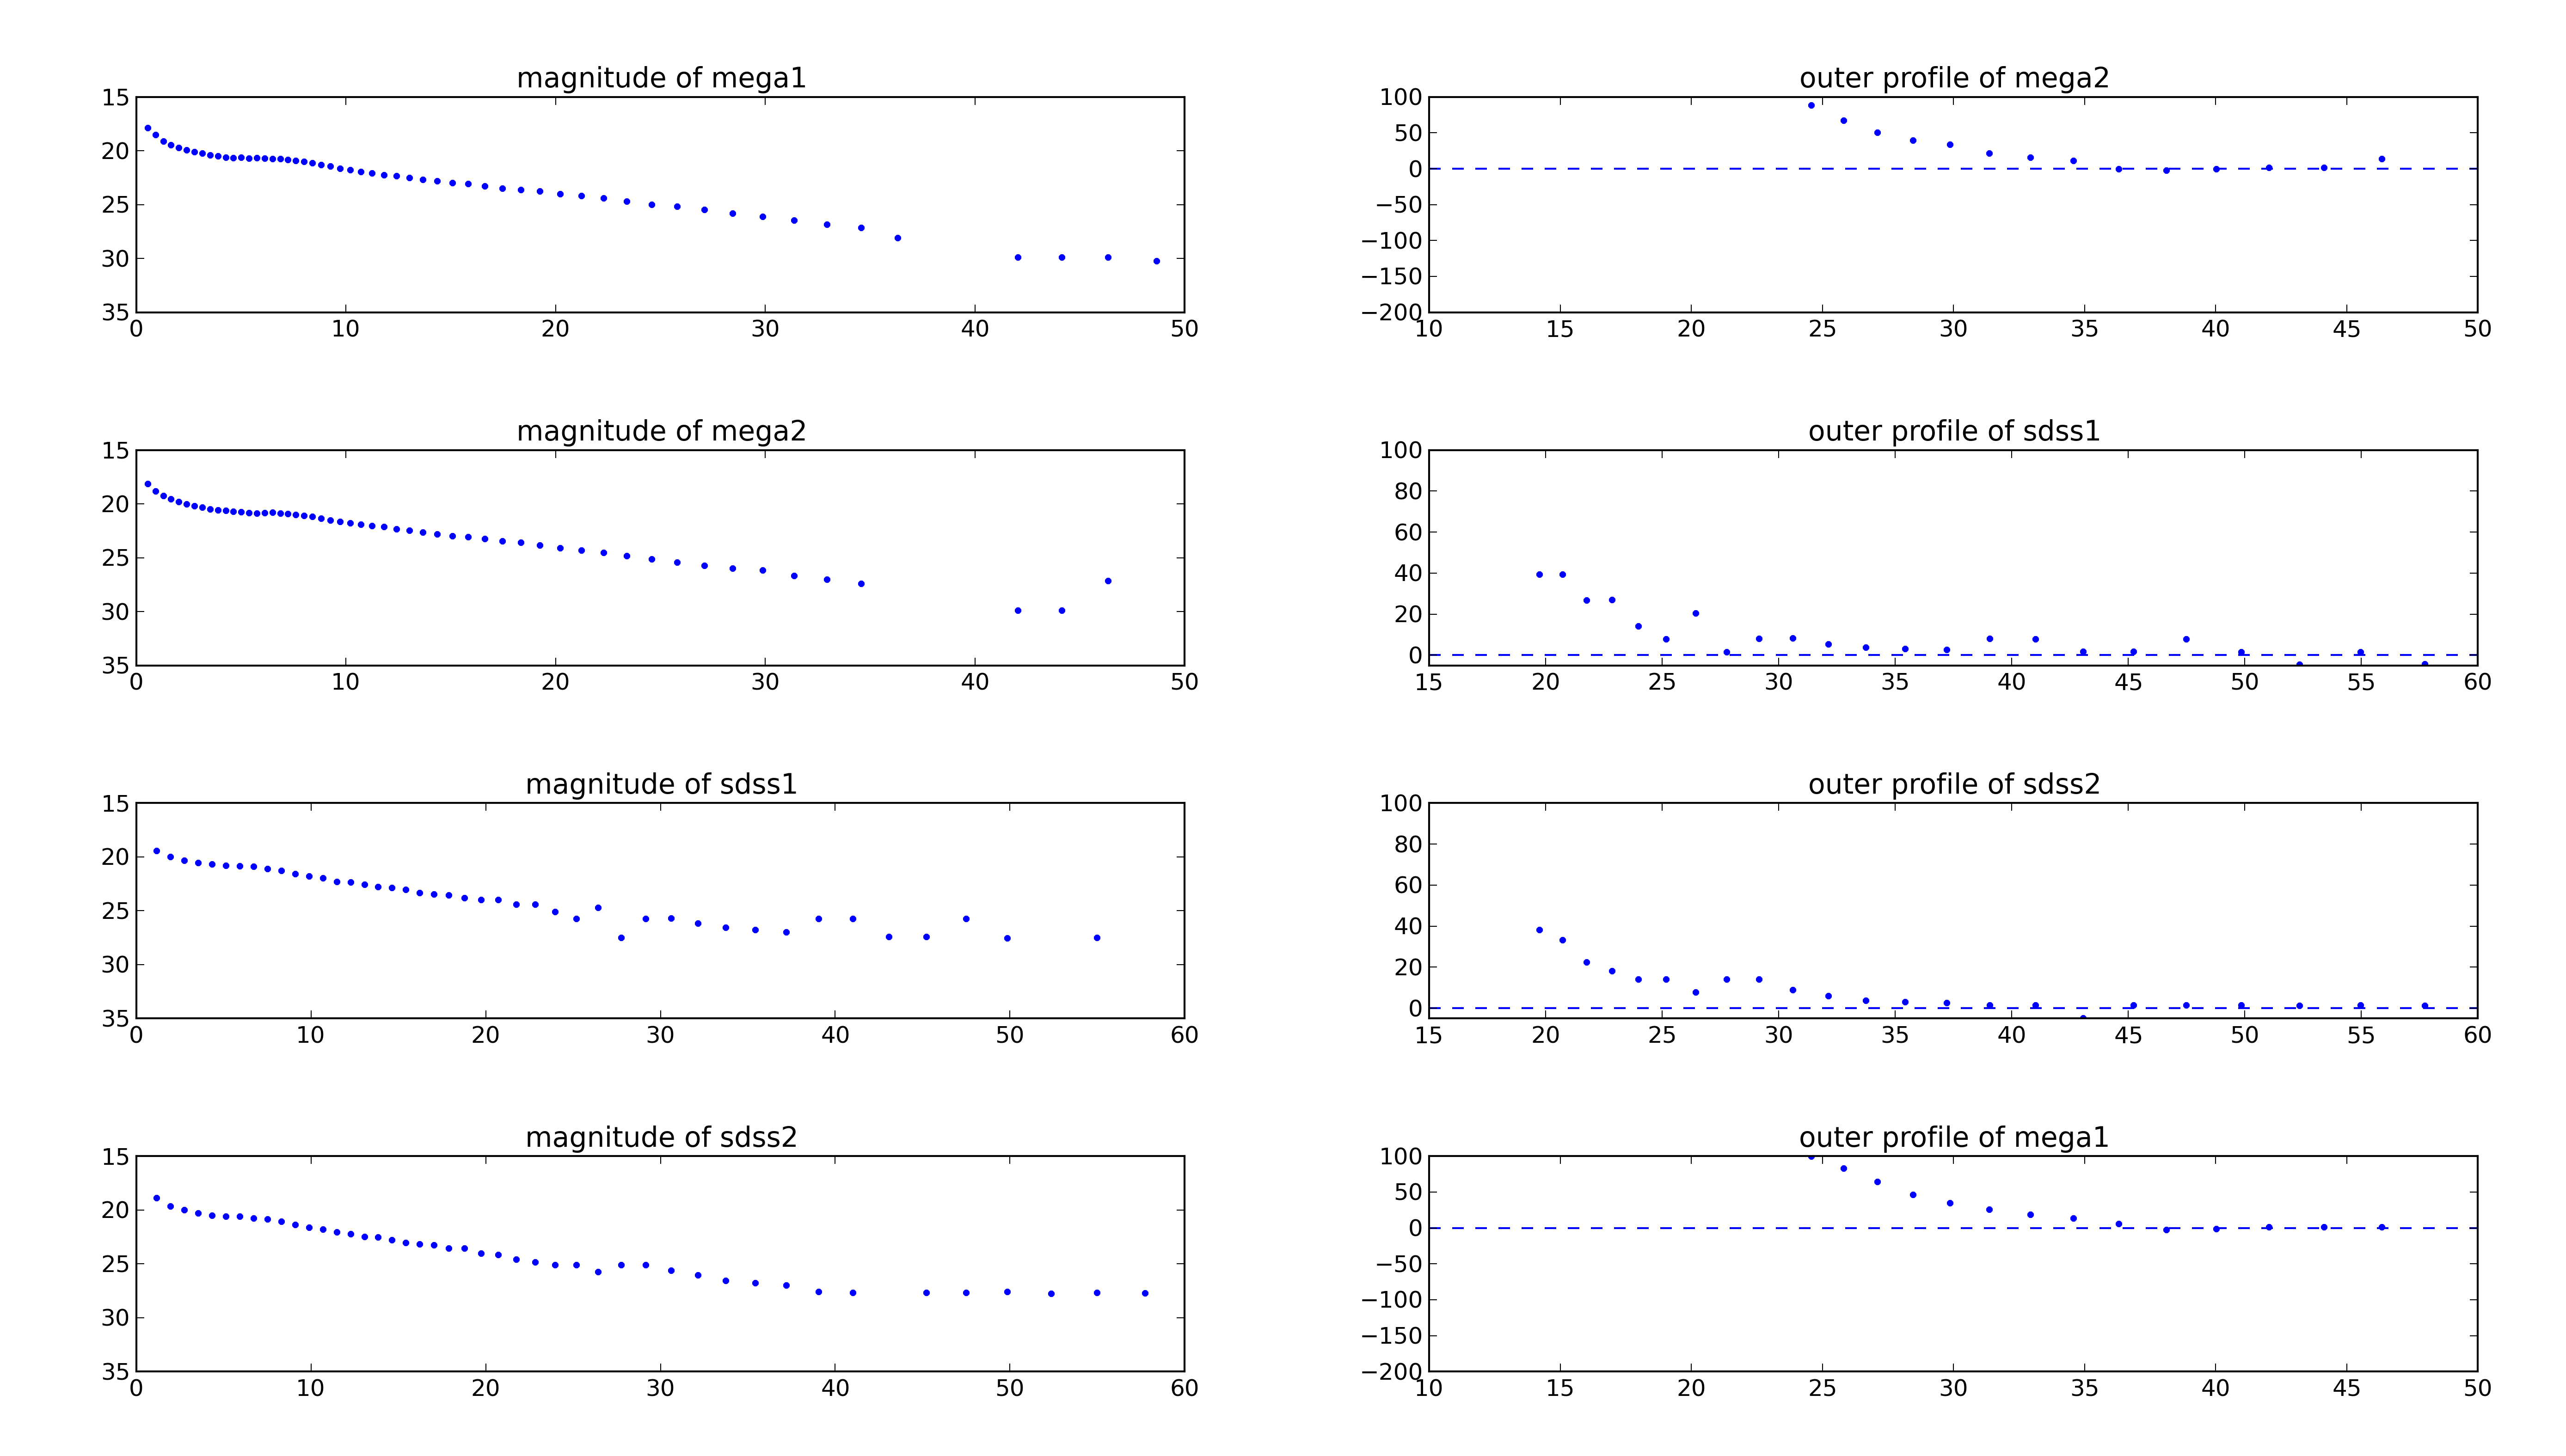 magnitude of mega1
15
20
25
30
35
0 10 20 30 40 50
outer profile of mega2
100
50
0
−50
−100
−150
−200
10 15 20 25 30 35 40 45 50
magnitude of mega2
15
20
25
30
35
0 10 20 30 40 50
outer profile of sdss1
100
80
60
40
20
0
15 20 25 30 35 40 45 50 55 60
magnitude of sdss1
15
20
25
30
35
0 10 20 30 40 50 60
outer profile of sdss2
100
80
60
40
20
0
15 20 25 30 35 40 45 50 55 60
magnitude of sdss2
15
20
25
30
35
0 10 20 30 40 50 60
outer profile of mega1
100
50
0
−50
−100
−150
−200
10 15 20 25 30 35 40 45 50